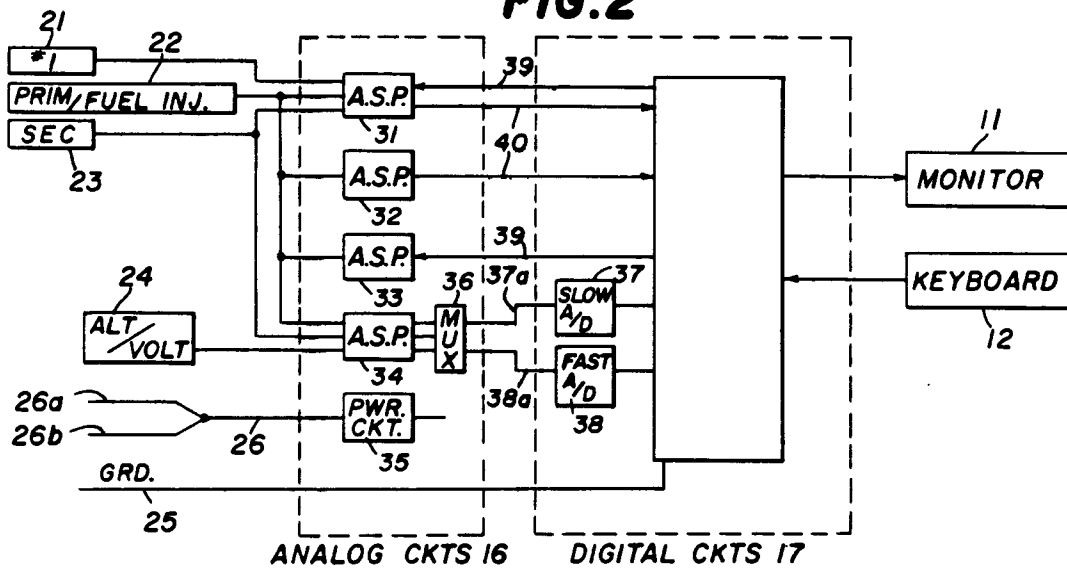 FIG.2
21
#1
22
PRIM/FUEL INJ.
SEC
23
A.S.P.
31
39
40
A.S.P.
32
40
A.S.P.
33
39
24
ALT/VOLT
A.S.P.
34
36
MUX
37a
37
SLOW A/D
38a
FAST A/D
38
26a
26b
26
PWR. CKT.
35
GRD.
25
11
MONITOR
KEYBOARD
12
ANALOG CKTS 16
DIGITAL CKTS 17